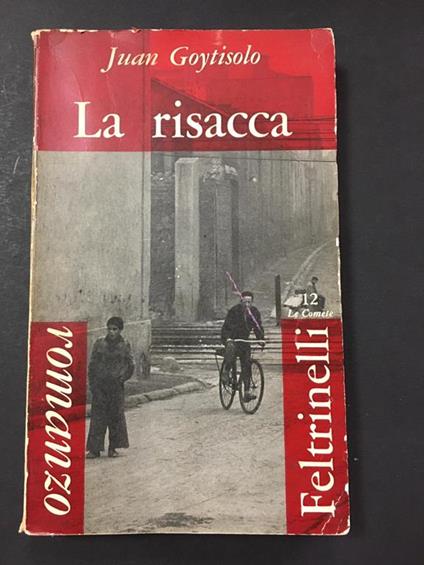 Juan Goytisolo
La risacca
12
Le Comete
romanzo
Feltrinelli